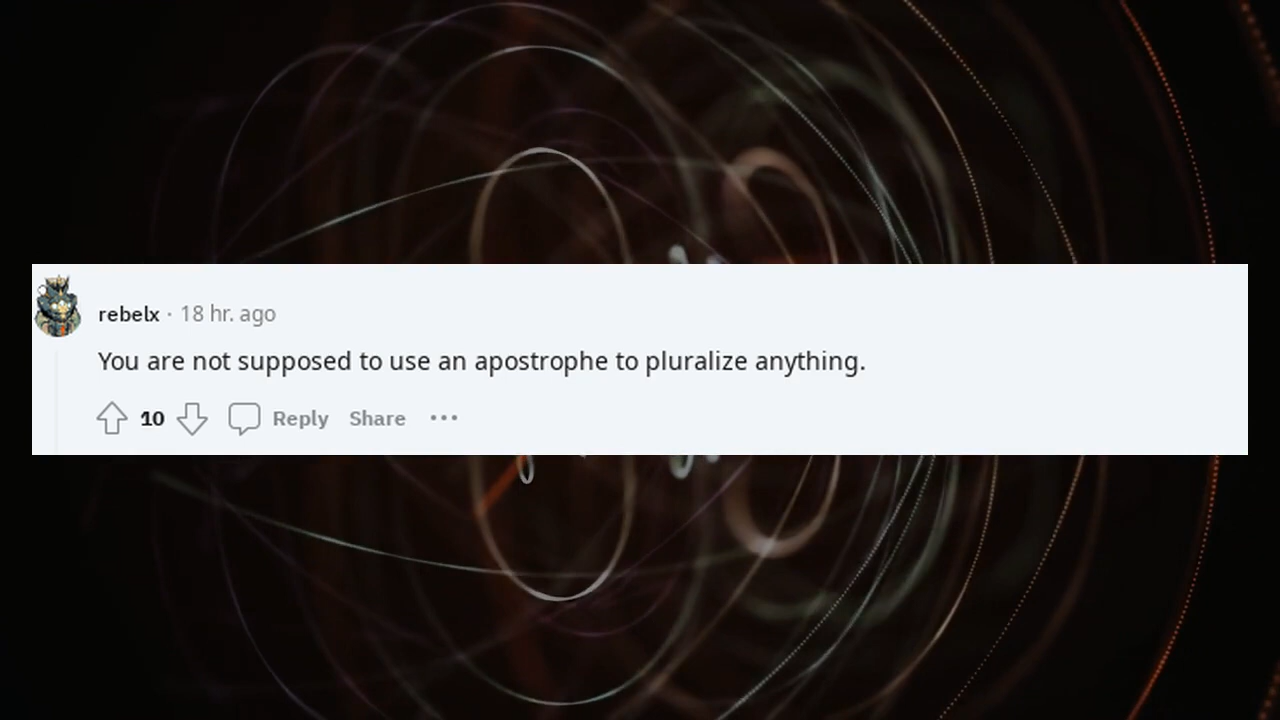 rebelx · 18 hr. ago
You are not supposed to use an apostrophe to pluralize anything.
10 Reply Share ···